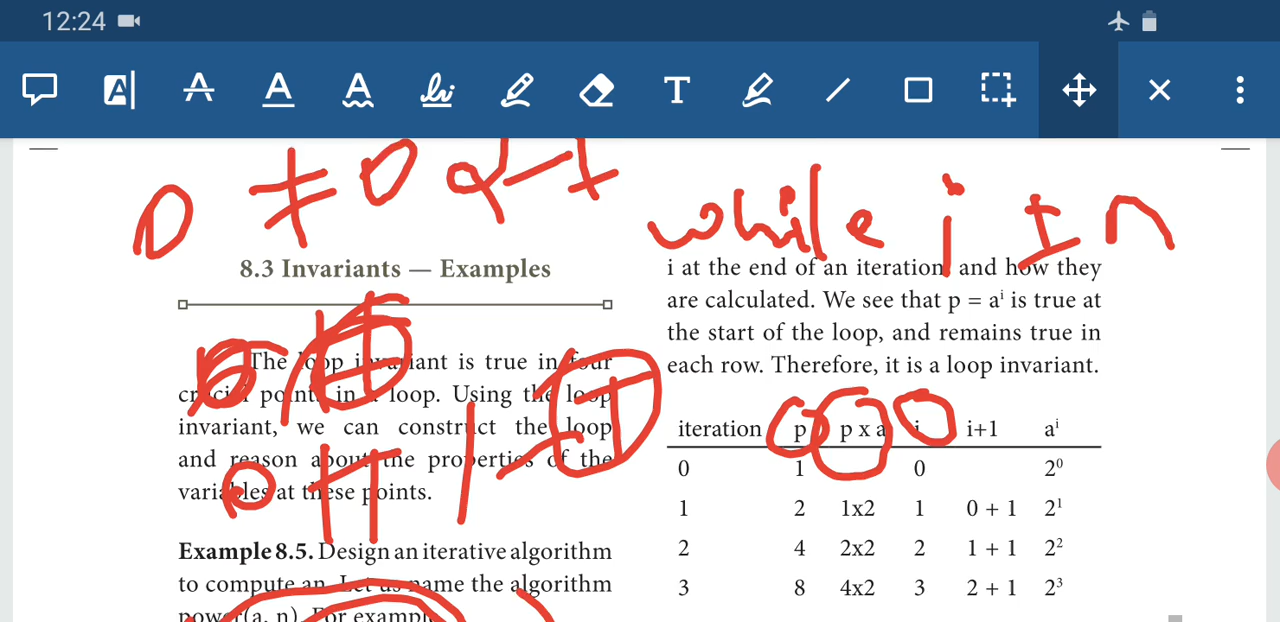 12:24
while i ≠ n
8.3 Invariants — Examples
The loop invariant is true in four
crucial points in a loop. Using the loop
invariant, we can construct the loop
and reason about the properties of the
variables at these points.
Example 8.5. Design an iterative algorithm
to compute an. Let us name the algorithm
power(a, n). For example
i at the end of an iteration, and how they
are calculated. We see that p = aⁱ is true at
the start of the loop, and remains true in
each row. Therefore, it is a loop invariant.
iteration p p x a i i+1 aⁱ
0 1 0 2⁰
1 2 1x2 1 0 + 1 2¹
2 4 2x2 2 1 + 1 2²
3 8 4x2 3 2 + 1 2³